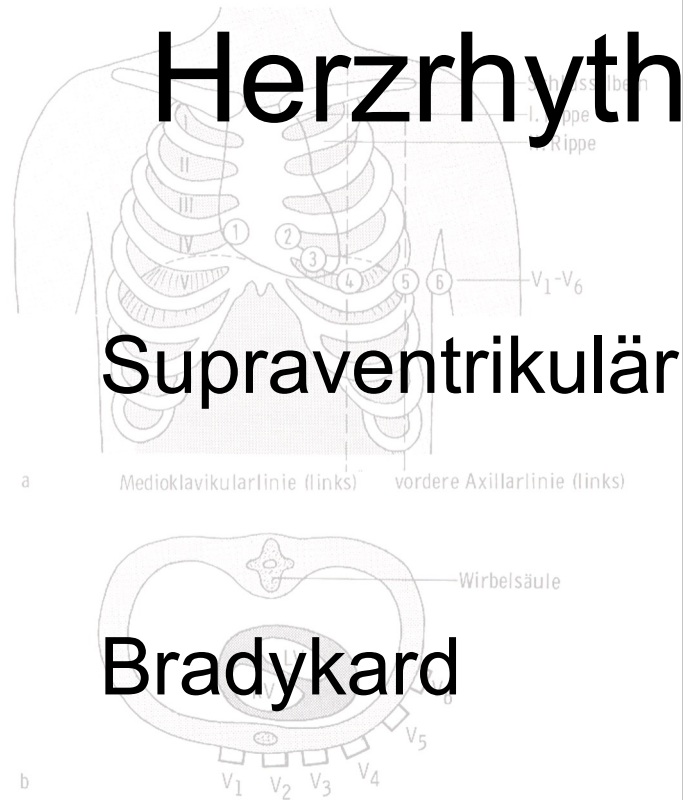 Herzrhyth
Schlüsselbein
I. Rippe
Rippe
I
II
III
IV
V
1
2
3
4
5
6
V1-V6
Supraventrikulär
a
Medioklavikularlinie (links)
vordere Axillarlinie (links)
Wirbelsäule
Bradykard
V6
V5
V4
V3
V2
V1
b